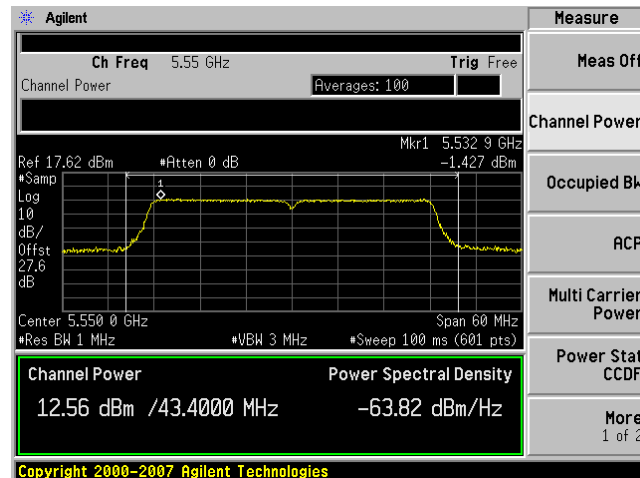 Agilent
Measure
Ch Freq 5.55 GHz Trig Free
Channel Power Averages: 100
Mkr1 5.532 9 GHz
Ref 17.62 dBm #Atten 0 dB -1.427 dBm
#Samp
Log
10
dB/
Offst
27.6
dB
1
Center 5.550 0 GHz Span 60 MHz
#Res BW 1 MHz #VBW 3 MHz #Sweep 100 ms (601 pts)
Channel Power Power Spectral Density
12.56 dBm /43.4000 MHz -63.82 dBm/Hz
Meas Off
Channel Power
Occupied BW
ACP
Multi Carrier
Power
Power Stat
CCDF
More
1 of 2
Copyright 2000-2007 Agilent Technologies